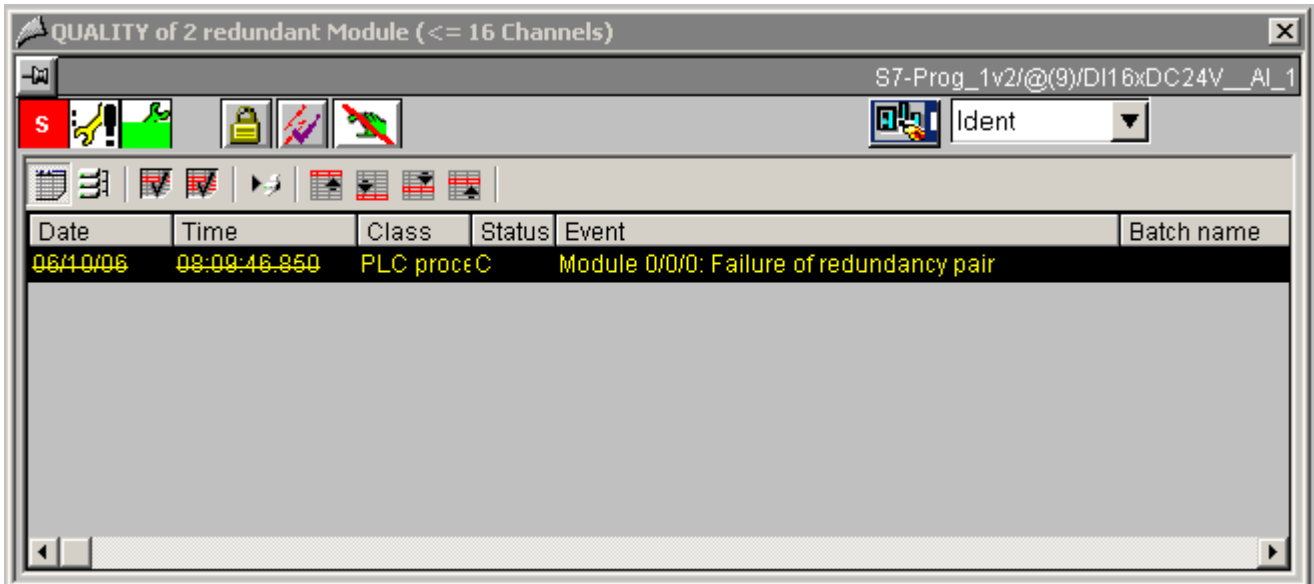 QUALITY of 2 redundant Module (<= 16 Channels)
S7-Prog_1v2/@(9)/DI16xDC24V__AI_1
S Ident
Date Time Class Status Event Batch name
06/10/06 08:09:46.850 PLC proce C Module 0/0/0: Failure of redundancy pair